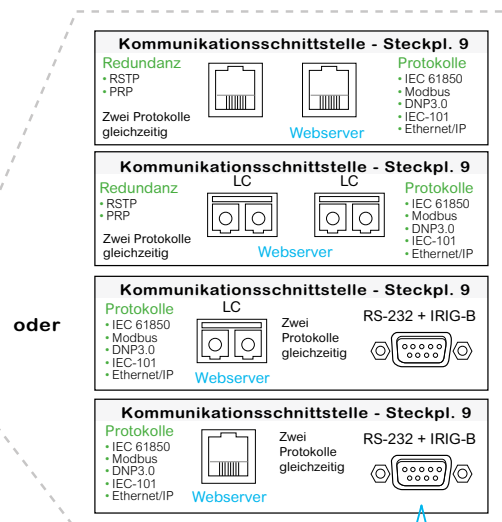 Kommunikationsschnittstelle - Steckpl. 9
Redundanz
• RSTP
• PRP
Zwei Protokolle
gleichzeitig
Webserver
Protokolle
• IEC 61850
• Modbus
• DNP3.0
• IEC-101
• Ethernet/IP
Kommunikationsschnittstelle - Steckpl. 9
Redundanz
• RSTP
• PRP
Zwei Protokolle
gleichzeitig
LC
LC
Webserver
Protokolle
• IEC 61850
• Modbus
• DNP3.0
• IEC-101
• Ethernet/IP
oder
Kommunikationsschnittstelle - Steckpl. 9
Protokolle
• IEC 61850
• Modbus
• DNP3.0
• IEC-101
• Ethernet/IP
LC
Webserver
Zwei
Protokolle
gleichzeitig
RS-232 + IRIG-B
Kommunikationsschnittstelle - Steckpl. 9
Protokolle
• IEC 61850
• Modbus
• DNP3.0
• IEC-101
• Ethernet/IP
Webserver
Zwei
Protokolle
gleichzeitig
RS-232 + IRIG-B